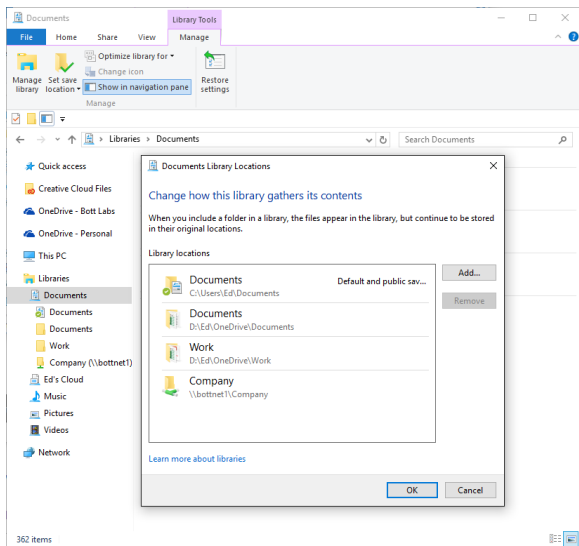 Documents
Library Tools
File
Home
Share
View
Manage
Manage library
Set save location
Optimize library for
Change icon
Show in navigation pane
Restore settings
Manage
Libraries > Documents
Search Documents
Quick access
Creative Cloud Files
OneDrive - Bott Labs
OneDrive - Personal
This PC
Libraries
Documents
Documents
Documents
Work
Company (\\bottnet1)
Ed's Cloud
Music
Pictures
Videos
Network
Documents Library Locations
Change how this library gathers its contents
When you include a folder in a library, the files appear in the library, but continue to be stored
in their original locations.
Library locations
Documents
Default and public sav...
C:\Users\Ed\Documents
Documents
D:\Ed\OneDrive\Documents
Work
D:\Ed\OneDrive\Work
Company
\\bottnet1\Company
Add...
Remove
Learn more about libraries
OK
Cancel
362 items